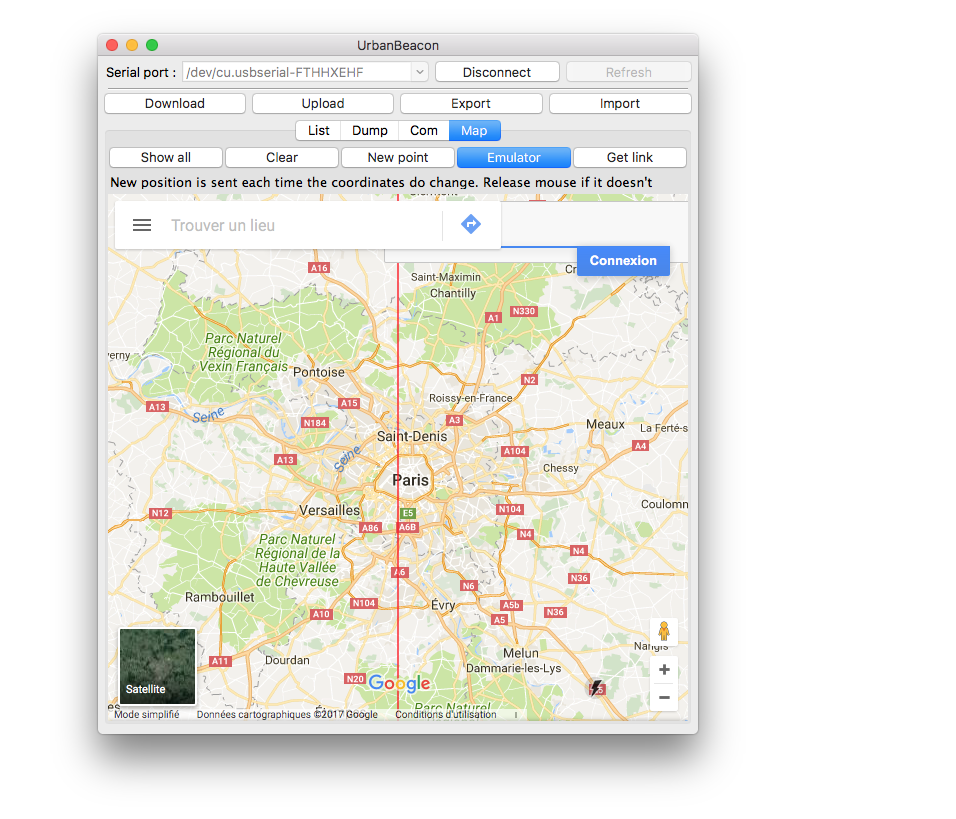 UrbanBeacon
Serial port : /dev/cu.usbserial-FTHHXEHF Disconnect Refresh
Download Upload Export Import
List Dump Com Map
Show all Clear New point Emulator Get link
New position is sent each time the coordinates do change. Release mouse if it doesn't
Trouver un lieu
Connexion
A16
Saint-Maximin
Chantilly
A1
N330
Parc Naturel
Régional du
Vexin Français
Pontoise
N2
Roissy-en-France
A13
Seine
A15
N184
A3
Saint-Denis
Meaux
La Ferté-s
A4
A13
Seine
A104
Chessy
Paris
Coulomm
N12
Versailles
E5
N104
A86
A6B
N4
Parc Naturel
Régional de la
Haute Vallée
de Chevreuse
N4
A6
N36
N6
Rambouillet
N104
Évry
A5b
N36
A10
A5
Melun
Nangis
A11
Dourdan
Dammarie-les-Lys
N20
Google
Satellite
Parc Naturel
Mode simplifié Données cartographiques ©2017 Google Conditions d'utilisation